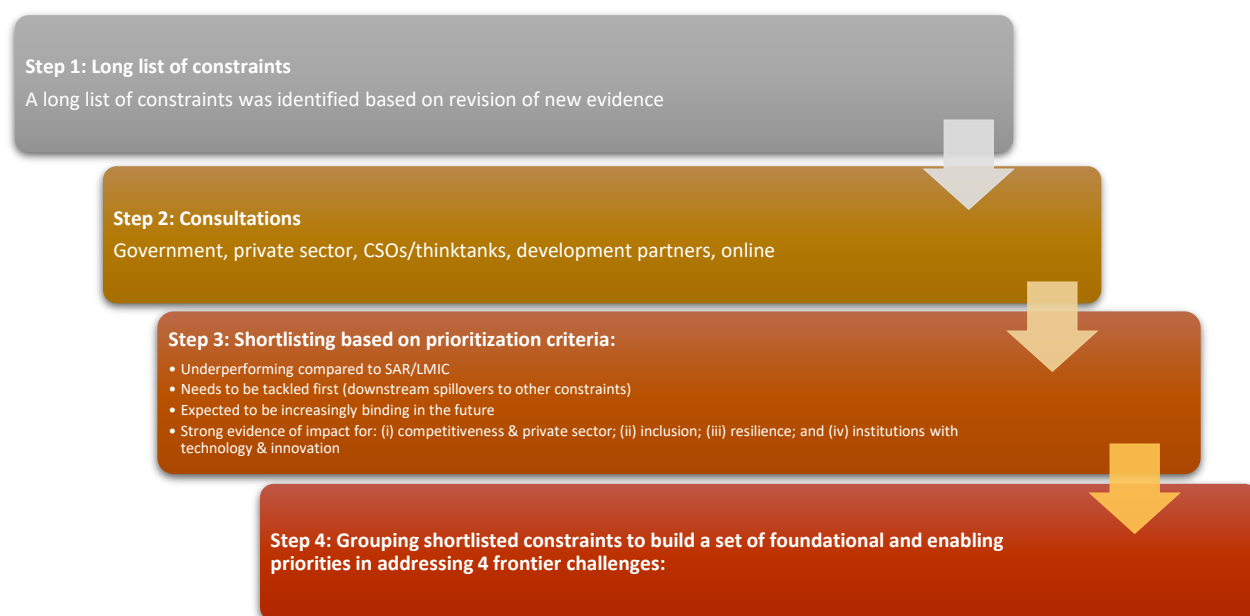 Step 1: Long list of constraints
A long list of constraints was identified based on revision of new evidence
Step 2: Consultations
Government, private sector, CSOs/thinktanks, development partners, online
Step 3: Shortlisting based on prioritization criteria:
• Underperforming compared to SAR/LMIC
• Needs to be tackled first (downstream spillovers to other constraints)
• Expected to be increasingly binding in the future
• Strong evidence of impact for: (i) competitiveness & private sector; (ii) inclusion; (iii) resilience; and (iv) institutions with
technology & innovation
Step 4: Grouping shortlisted constraints to build a set of foundational and enabling
priorities in addressing 4 frontier challenges: